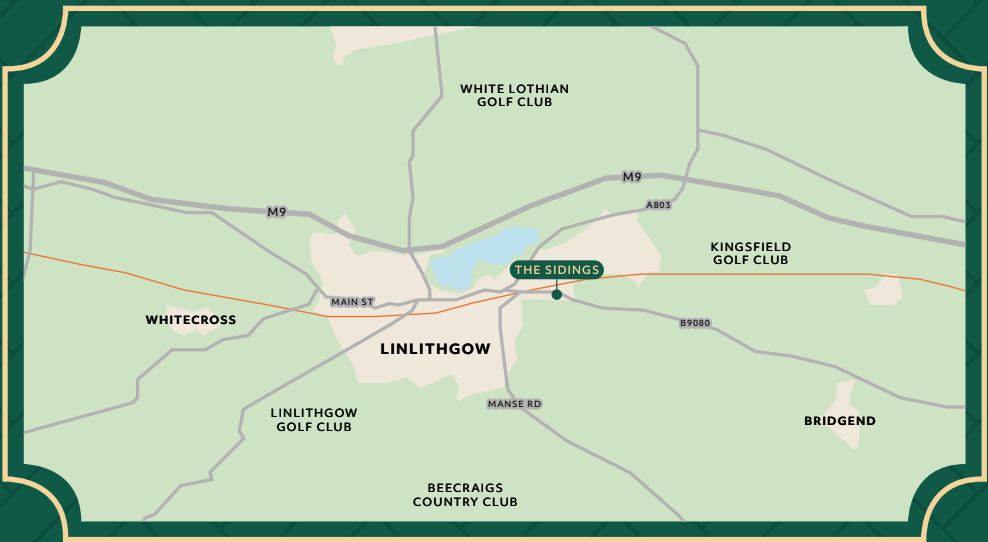 WHITE LOTHIAN
GOLF CLUB
M9
M9
A803
KINGSFIELD
GOLF CLUB
THE SIDINGS
MAIN ST
WHITECROSS
B9080
LINLITHGOW
MANSE RD
LINLITHGOW
GOLF CLUB
BRIDGEND
BEECRAIGS
COUNTRY CLUB